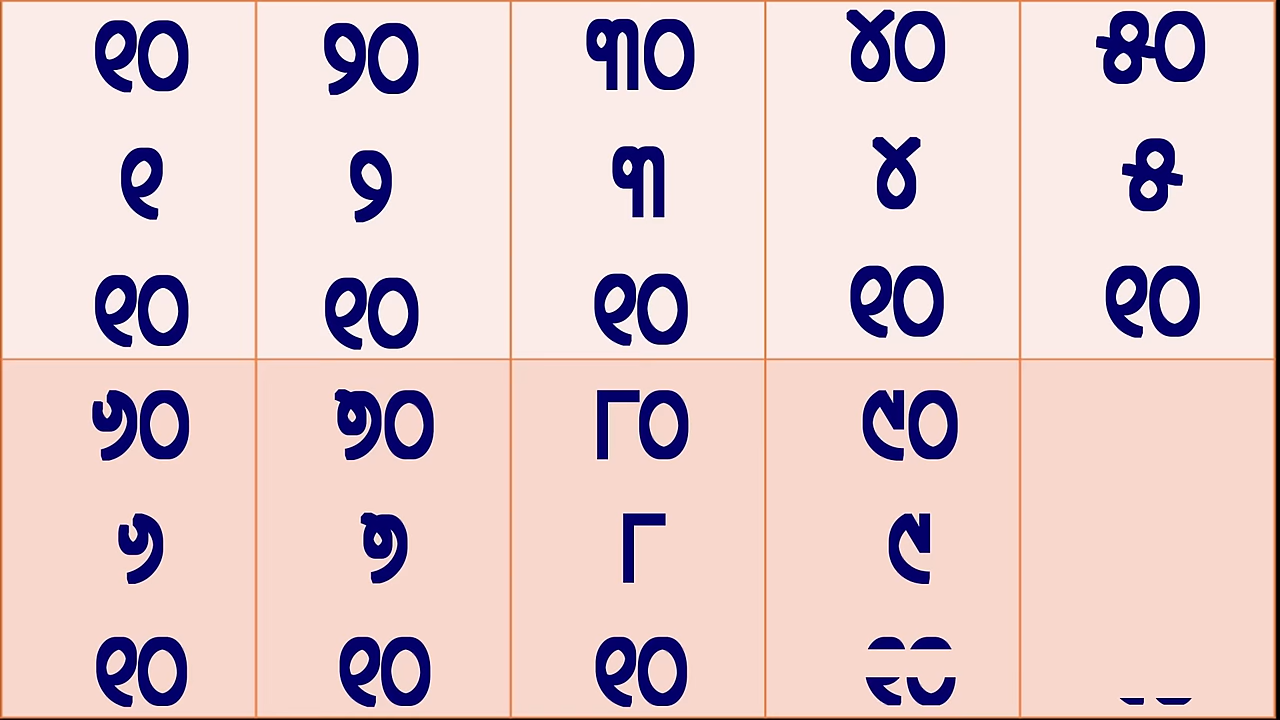 ୧୦ ୨୦ ୩୦ ୪୦ ୫୦
୧ ୨ ୩ ୪ ୫
୧୦ ୧୦ ୧୦ ୧୦ ୧୦
୬୦ ୭୦ ୮୦ ୯୦
୬ ୭ ୮ ୯
୧୦ ୧୦ ୧୦ ୧୦